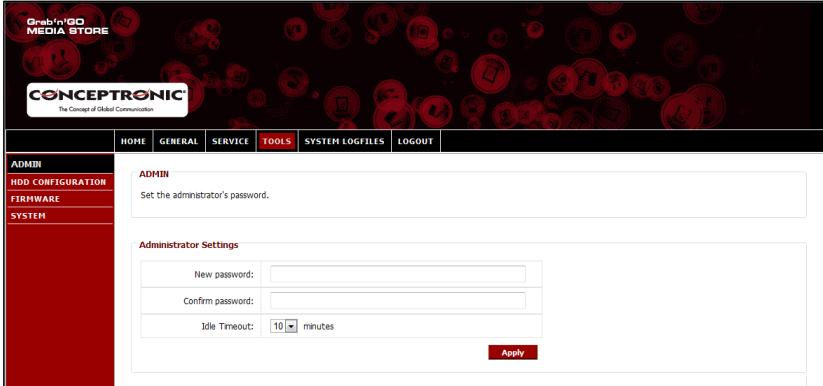 Grab'n'GO
MEDIA STORE
CONCEPTRONIC
The Concept of Global Communication
HOME GENERAL SERVICE TOOLS SYSTEM LOGFILES LOGOUT
ADMIN
HDD CONFIGURATION
FIRMWARE
SYSTEM
ADMIN
Set the administrator's password.
Administrator Settings
New password:
Confirm password:
Idle Timeout: 10 minutes
Apply